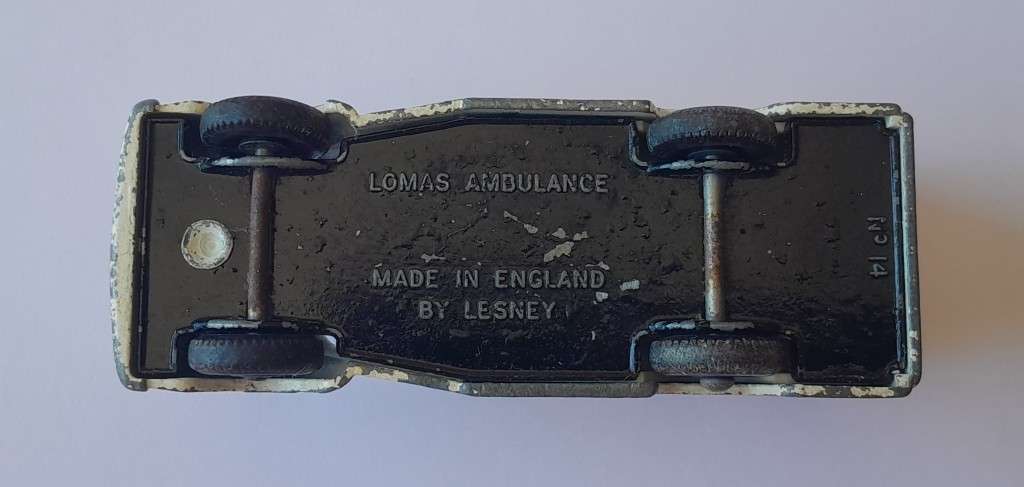 LOMAS AMBULANCE
MADE IN ENGLAND
BY LESNEY
No 14